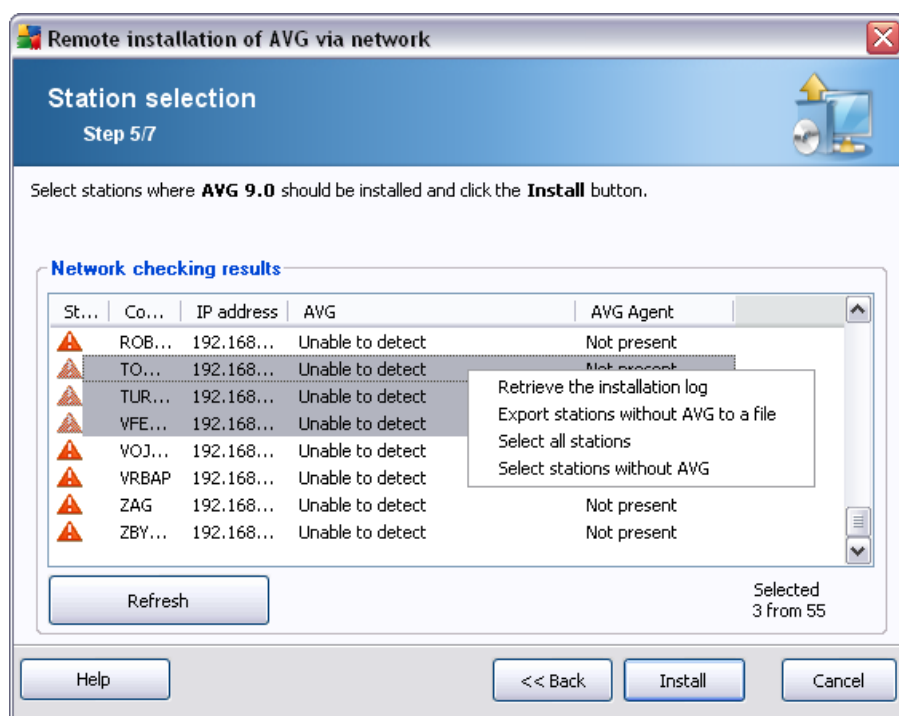 Remote installation of AVG via network
Station selection
Step 5/7
Select stations where AVG 9.0 should be installed and click the Install button.
Network checking results
St... Co... IP address AVG AVG Agent
ROB... 192.168... Unable to detect Not present
TO... 192.168... Unable to detect Not present
TUR... 192.168... Unable to detect
VFE... 192.168... Unable to detect
VOJ... 192.168... Unable to detect
VRBAP 192.168... Unable to detect
ZAG 192.168... Unable to detect Not present
ZBY... 192.168... Unable to detect Not present
Retrieve the installation log
Export stations without AVG to a file
Select all stations
Select stations without AVG
Refresh
Selected
3 from 55
Help
<< Back
Install
Cancel